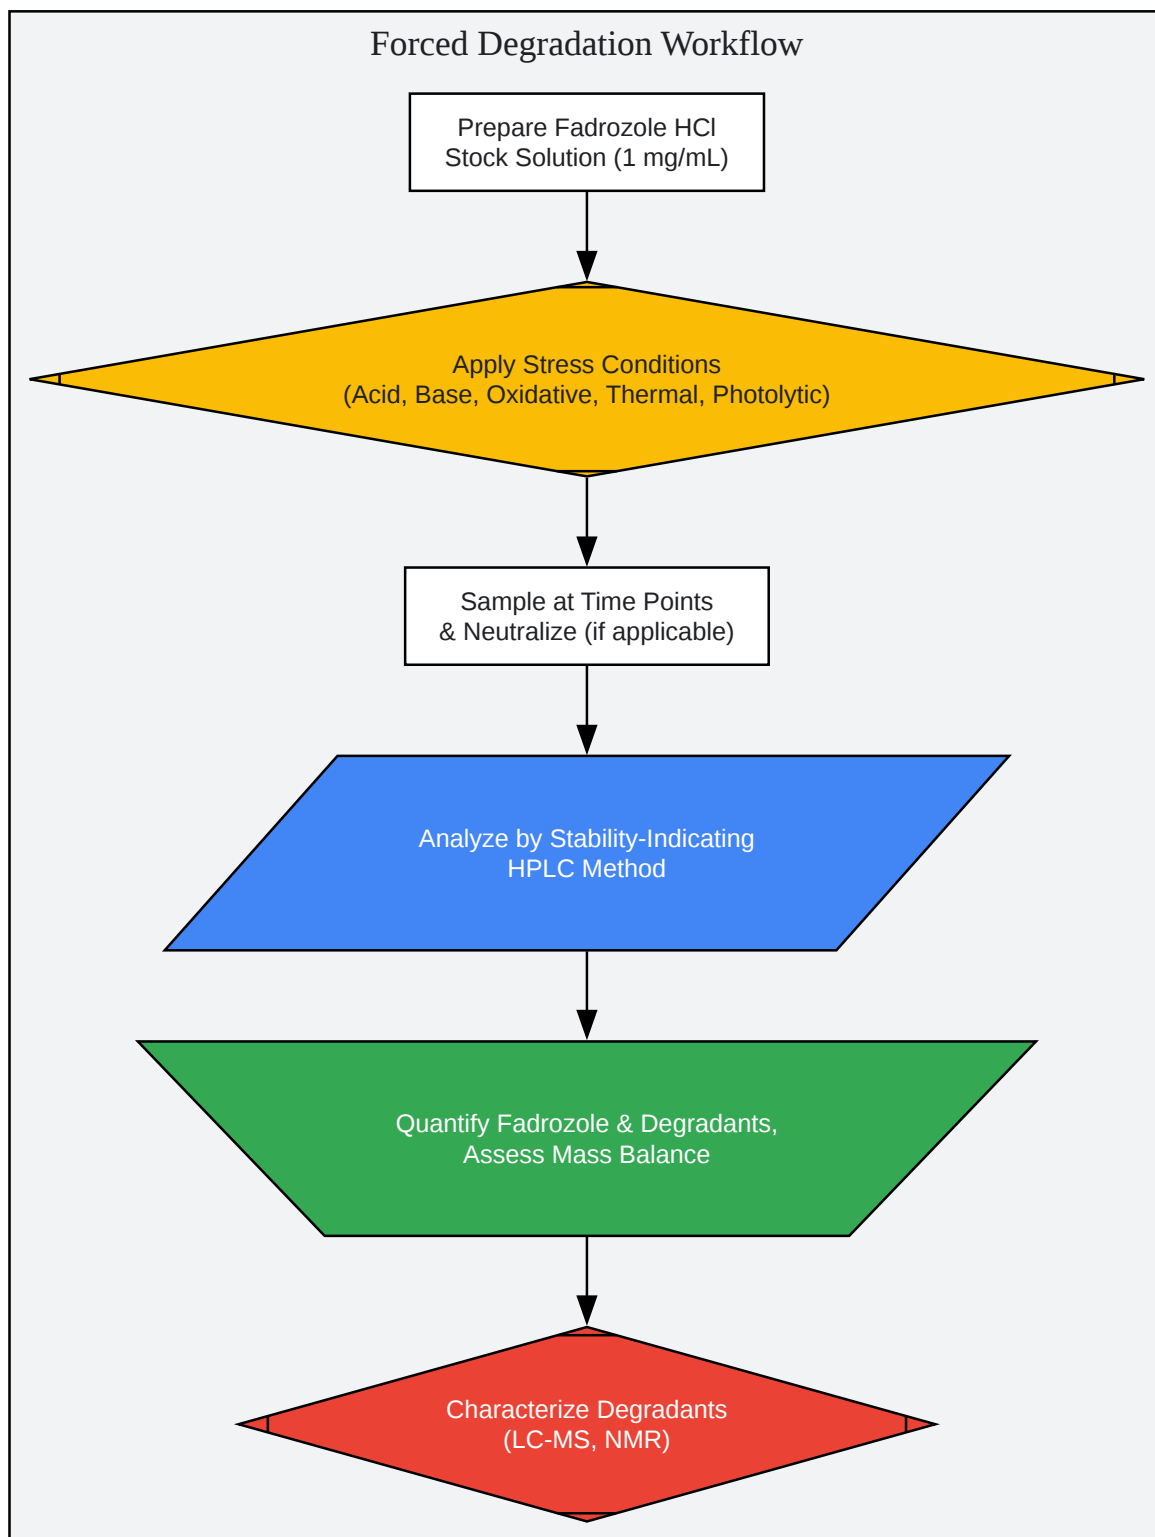 Forced Degradation Workflow
Prepare Fadrozole HCl
Stock Solution (1 mg/mL)
Apply Stress Conditions
(Acid, Base, Oxidative, Thermal, Photolytic)
Sample at Time Points
& Neutralize (if applicable)
Analyze by Stability-Indicating
HPLC Method
Quantify Fadrozole & Degradants,
Assess Mass Balance
Characterize Degradants
(LC-MS, NMR)